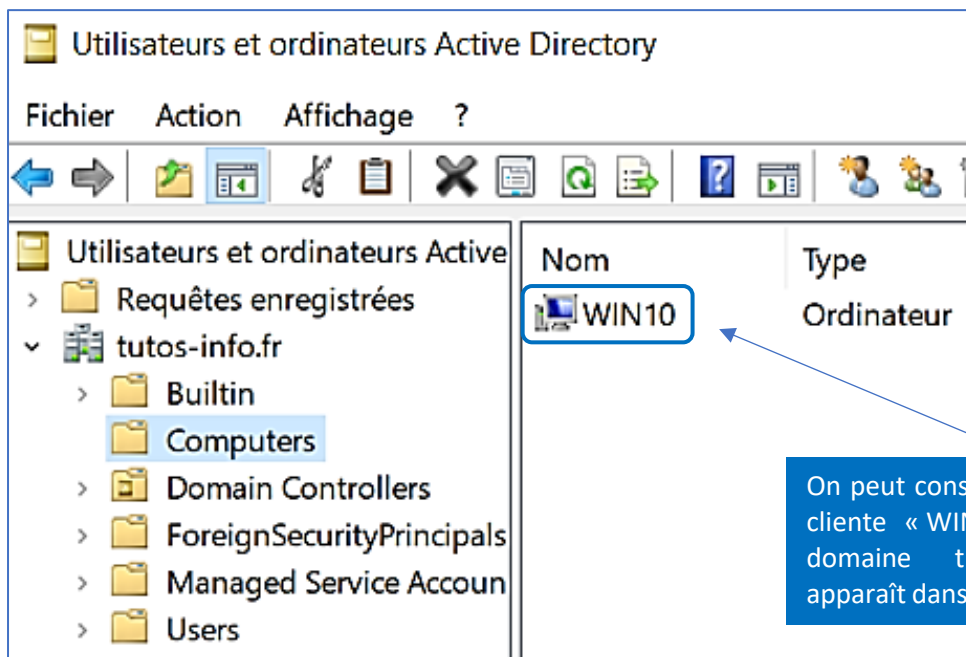 Utilisateurs et ordinateurs Active Directory
Fichier Action Affichage ?
Utilisateurs et ordinateurs Active
Requêtes enregistrées
tutos-info.fr
Builtin
Computers
Domain Controllers
ForeignSecurityPrincipals
Managed Service Accoun
Users
Nom Type
WIN10 Ordinateur
On peut cons
cliente « WIN
domaine t
apparaît dans